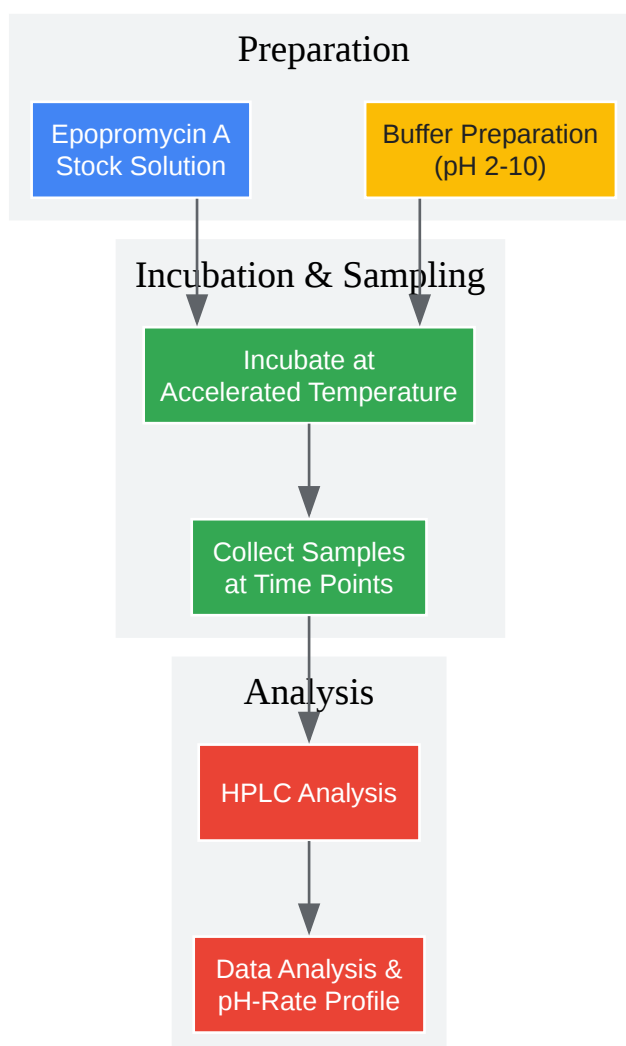 Preparation
Epopromycin A
Stock Solution
Buffer Preparation
(pH 2-10)
Incubation & Sampling
Incubate at
Accelerated Temperature
Collect Samples
at Time Points
Analysis
HPLC Analysis
Data Analysis &
pH-Rate Profile